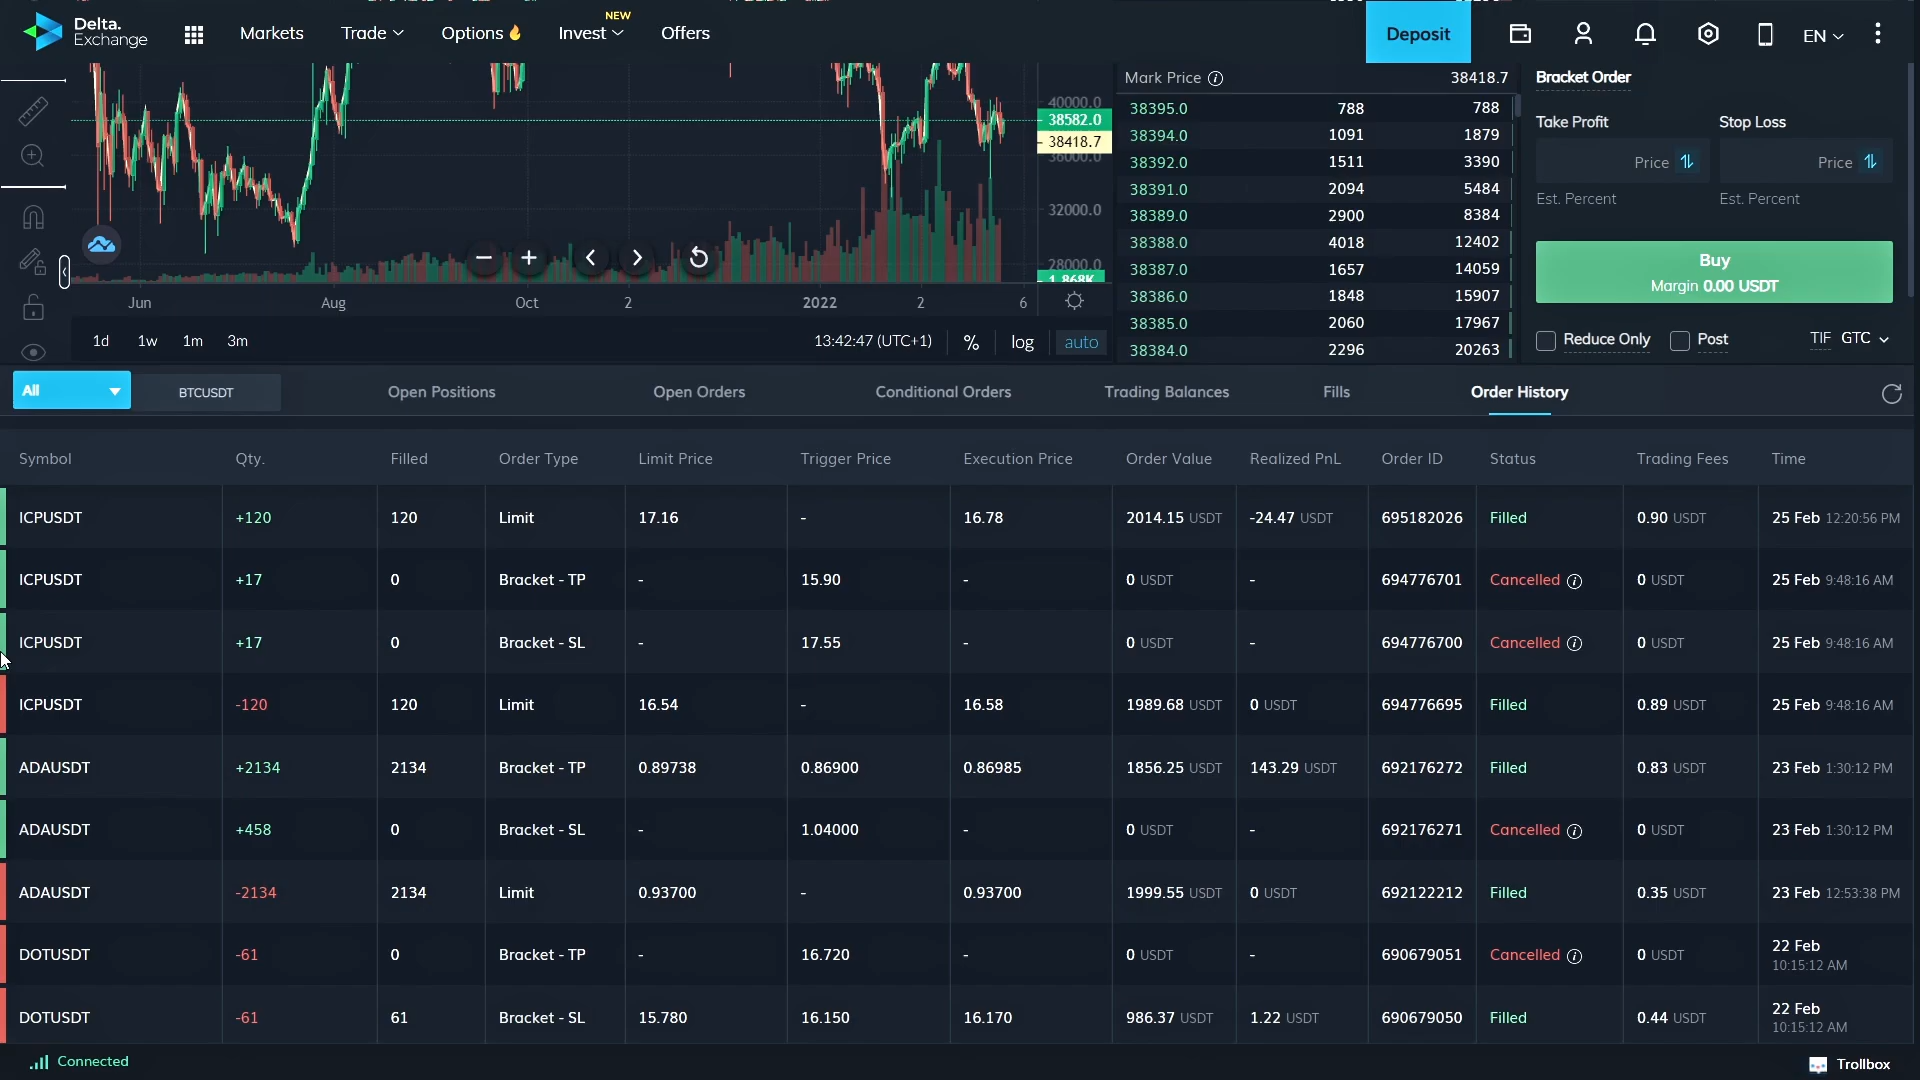 Delta.
Exchange
Markets
Trade
Options
Invest
NEW
Offers
Deposit
EN
40000.0
38582.0
38418.7
36000.0
32000.0
28000.0
1.868K
Jun Aug Oct 2 2022 2 6
1d 1w 1m 3m
13:42:47 (UTC+1) % log auto
Mark Price 38418.7
38395.0 788 788
38394.0 1091 1879
38392.0 1511 3390
38391.0 2094 5484
38389.0 2900 8384
38388.0 4018 12402
38387.0 1657 14059
38386.0 1848 15907
38385.0 2060 17967
38384.0 2296 20263
Bracket Order
Take Profit Stop Loss
Price Price
Est. Percent Est. Percent
Buy
Margin 0.00 USDT
Reduce Only Post TIF GTC
All BTCUSDT Open Positions Open Orders Conditional Orders Trading Balances Fills Order History
Symbol Qty. Filled Order Type Limit Price Trigger Price Execution Price Order Value Realized PnL Order ID Status Trading Fees Time
ICPUSDT +120 120 Limit 17.16 - 16.78 2014.15 USDT -24.47 USDT 695182026 Filled 0.90 USDT 25 Feb 12:20:56 PM
ICPUSDT +17 0 Bracket - TP - 15.90 - 0 USDT - 694776701 Cancelled 0 USDT 25 Feb 9:48:16 AM
ICPUSDT +17 0 Bracket - SL - 17.55 - 0 USDT - 694776700 Cancelled 0 USDT 25 Feb 9:48:16 AM
ICPUSDT -120 120 Limit 16.54 - 16.58 1989.68 USDT 0 USDT 694776695 Filled 0.89 USDT 25 Feb 9:48:16 AM
ADAUSDT +2134 2134 Bracket - TP 0.89738 0.86900 0.86985 1856.25 USDT 143.29 USDT 692176272 Filled 0.83 USDT 23 Feb 1:30:12 PM
ADAUSDT +458 0 Bracket - SL - 1.04000 - 0 USDT - 692176271 Cancelled 0 USDT 23 Feb 1:30:12 PM
ADAUSDT -2134 2134 Limit 0.93700 - 0.93700 1999.55 USDT 0 USDT 692122212 Filled 0.35 USDT 23 Feb 12:53:38 PM
DOTUSDT -61 0 Bracket - TP - 16.720 - 0 USDT - 690679051 Cancelled 0 USDT 22 Feb
10:15:12 AM
DOTUSDT -61 61 Bracket - SL 15.780 16.150 16.170 986.37 USDT 1.22 USDT 690679050 Filled 0.44 USDT 22 Feb
10:15:12 AM
Connected
Trollbox